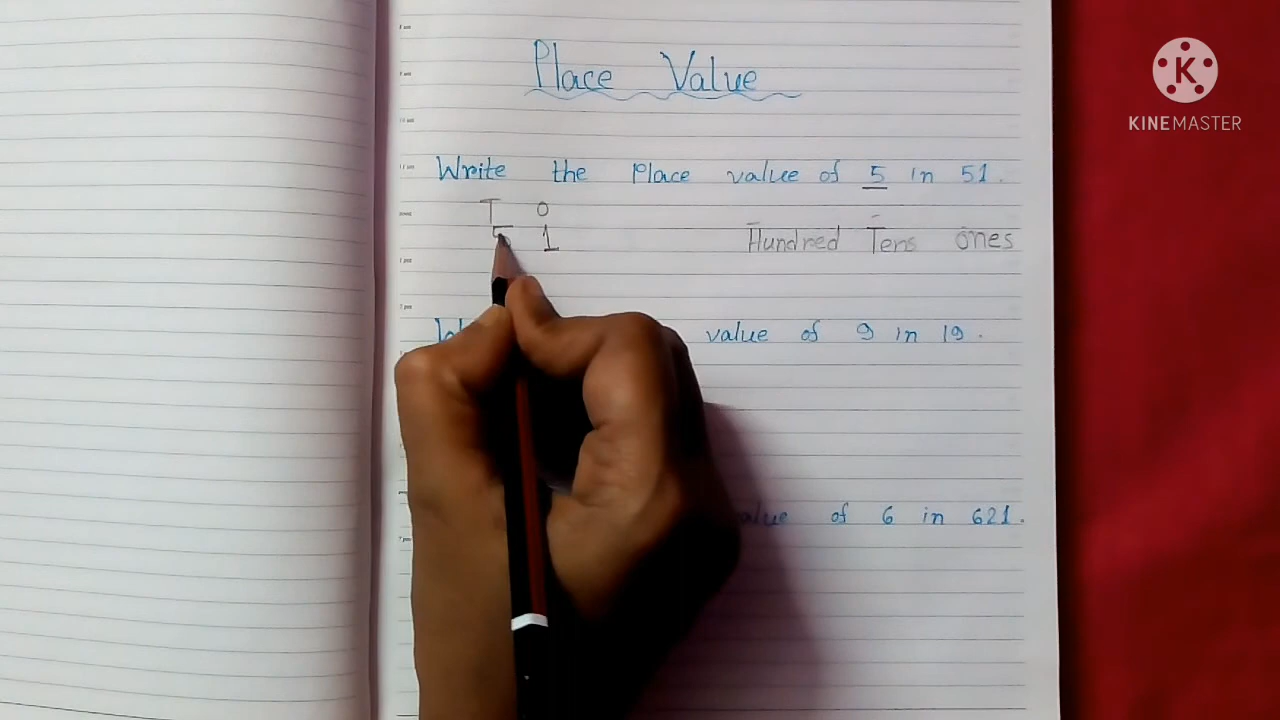 Place Value
Write the Place value of 5 in 51.
T O
5 1
Hundred Tens ones
value of 9 in 19.
value of 6 in 621.
KINEMASTER